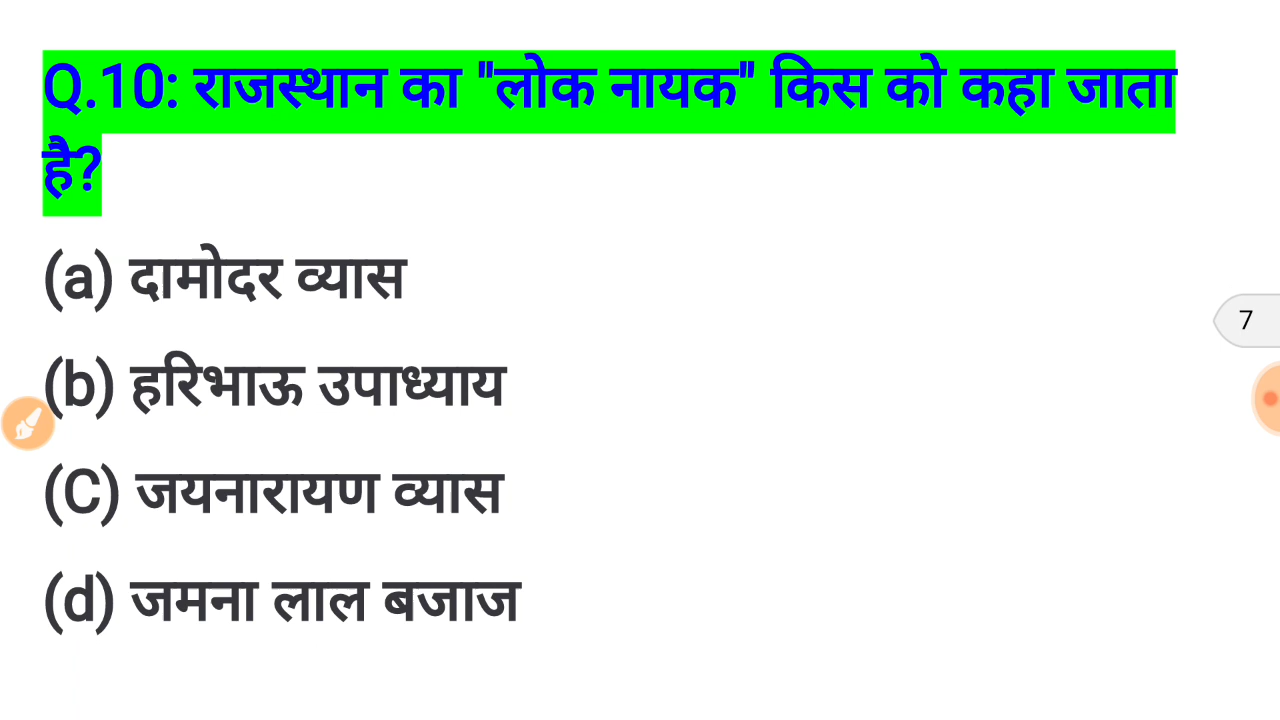 Q.10: राजस्थान का "लोक नायक" किस को कहा जाता
है?
(a) दामोदर व्यास
7
(b) हरिभाऊ उपाध्याय
(C) जयनारायण व्यास
(d) जमना लाल बजाज